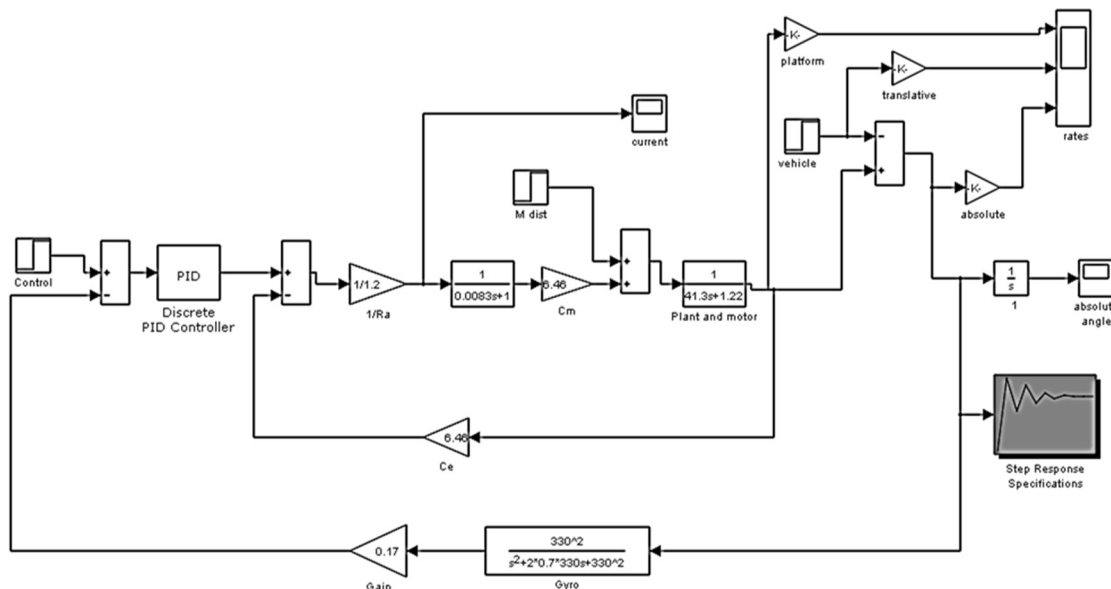 -K-
platform
-K-
translative
rates
current
vehicle
-
+
-K-
absolute
M dist
Control
+
-
PID
Discrete
PID Controller
+
-
1/1.2
1/Ra
1
0.0083s+1
6.46
Cm
+
+
1
41.3s+1.22
Plant and motor
1
s
1
absolut
angle
6.46
Ce
Step Response
Specifications
0.17
Gain
330^2
s²+2*0.7*330s+330^2
Gyro